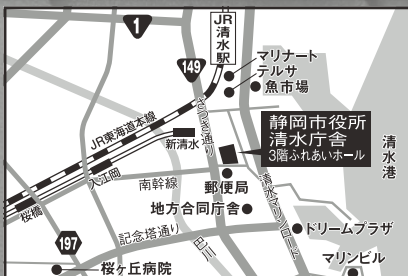 1
JR清水駅
149
マリナート
テルサ
魚市場
さつき通り
JR東海道本線
新清水
静岡市役所
清水庁舎
3階ふれあいホール
清水港
入江岡
南幹線
郵便局
清水マリンロード
桜橋
地方合同庁舎
記念塔通り
巴川
ドリームプラザ
197
マリンビル
桜ヶ丘病院